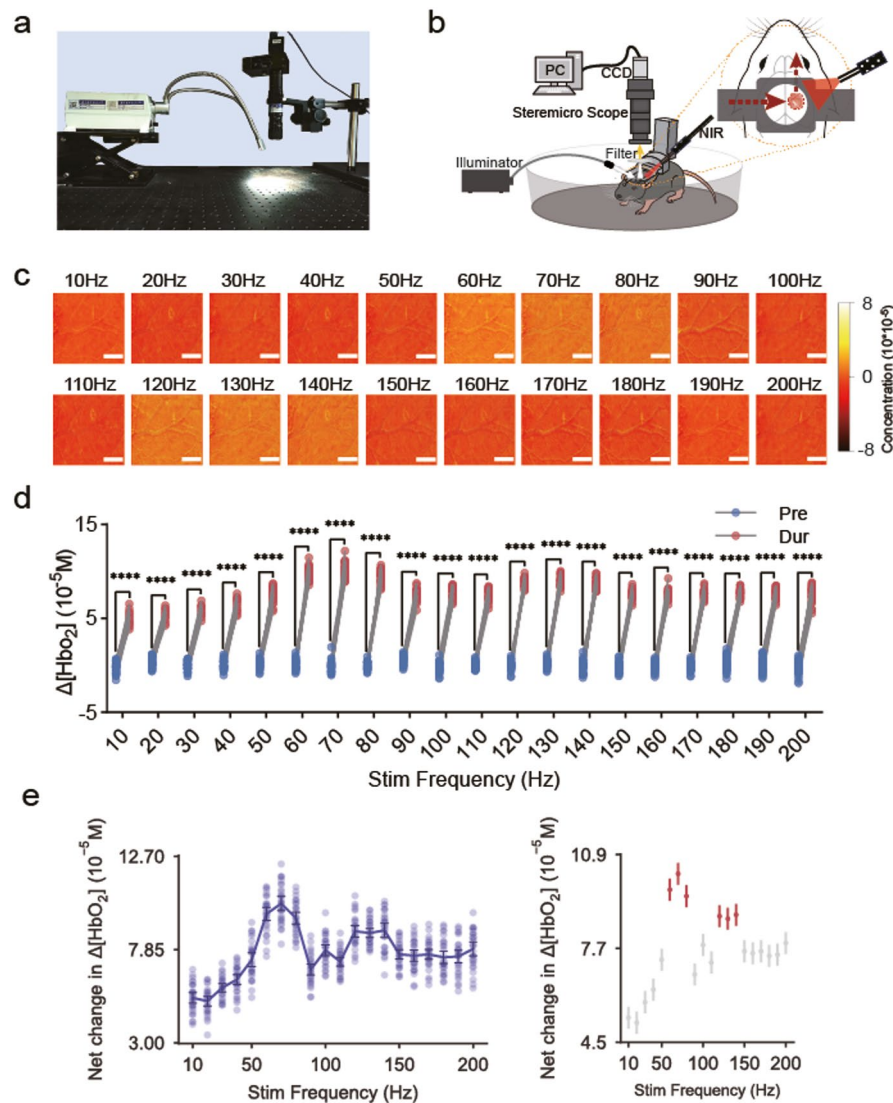 a
b
PC
CCD
Steremicro Scope
NIR
Filter
Illuminator
c
10Hz 20Hz 30Hz 40Hz 50Hz 60Hz 70Hz 80Hz 90Hz 100Hz
110Hz 120Hz 130Hz 140Hz 150Hz 160Hz 170Hz 180Hz 190Hz 200Hz
8
0
-8
Concentration (10*10⁻⁵)
d
Pre
Dur
**** **** **** **** **** **** **** **** **** **** **** **** **** **** **** **** **** **** **** ****
15
5
-5
Δ[Hbo₂] (10⁻⁵M)
10 20 30 40 50 60 70 80 90 100 110 120 130 140 150 160 170 180 190 200
Stim Frequency (Hz)
e
Net change in Δ[HbO₂] (10⁻⁵M)
12.70
7.85
3.00
10 50 100 150 200
Stim Frequency (Hz)
Net change in Δ[HbO₂] (10⁻⁵M)
10.9
7.7
4.5
10 50 100 150 200
Stim Frequency (Hz)